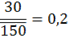 30/150 = 0,2